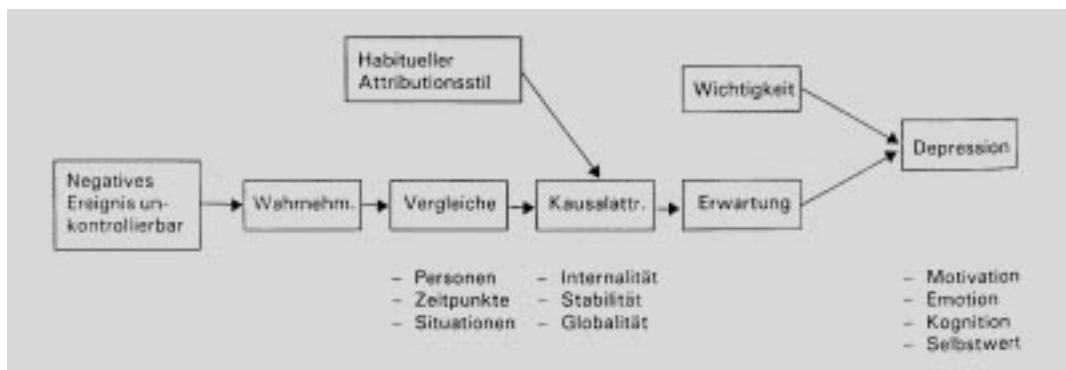 Habitueller
Attributionsstil
Wichtigkeit
Depression
Negatives
Ereignis un-
kontrollierbar
Wahrnehm.
Vergleiche
Kausalattr.
Erwartung
– Personen
– Zeitpunkte
– Situationen
– Internalität
– Stabilität
– Globalität
– Motivation
– Emotion
– Kognition
– Selbstwert